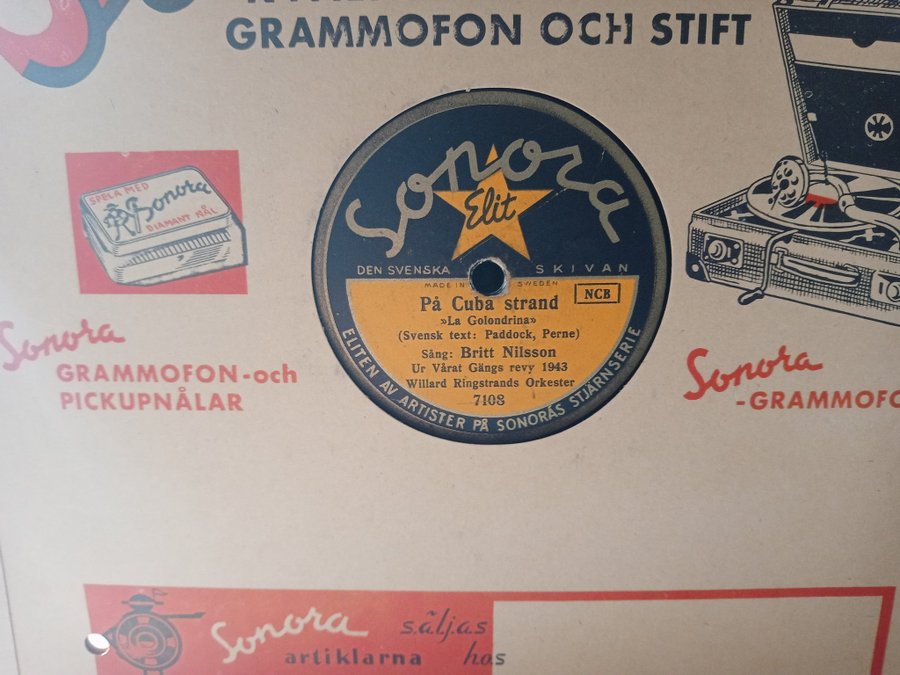 GRAMMOFON OCH STIFT
SPELA MED
Sonora
DIAMANT NÅL
Sonora
GRAMMOFON-och
PICKUPNÅLAR
Sonora
Elit
DEN SVENSKA SKIVAN
MADE IN SWEDEN
På Cuba strand
NCB
»La Golondrina»
(Svensk text: Paddock, Perne)
Sång: Britt Nilsson
Ur Vårat Gängs revy 1943
Willard Ringstrands Orkester
7103
ELITEN AV ARTISTER PÅ SONORAS STJÄRNSERIE
Sonora
-GRAMMOFO
Sonora säljas
artiklarna hos